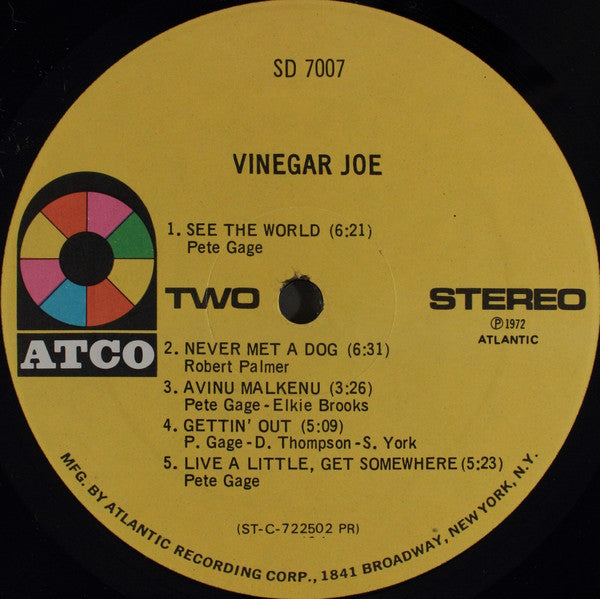 SD 7007
VINEGAR JOE
1. SEE THE WORLD (6:21)
Pete Gage
TWO
STEREO
Ⓟ1972
ATLANTIC
ATCO
2. NEVER MET A DOG (6:31)
Robert Palmer
3. AVINU MALKENU (3:26)
Pete Gage-Elkie Brooks
4. GETTIN' OUT (5:09)
P. Gage-D. Thompson-S. York
5. LIVE A LITTLE, GET SOMEWHERE (5:23)
Pete Gage
(ST-C-722502 PR)
MFG. BY ATLANTIC RECORDING CORP., 1841 BROADWAY, NEW YORK, N.Y.